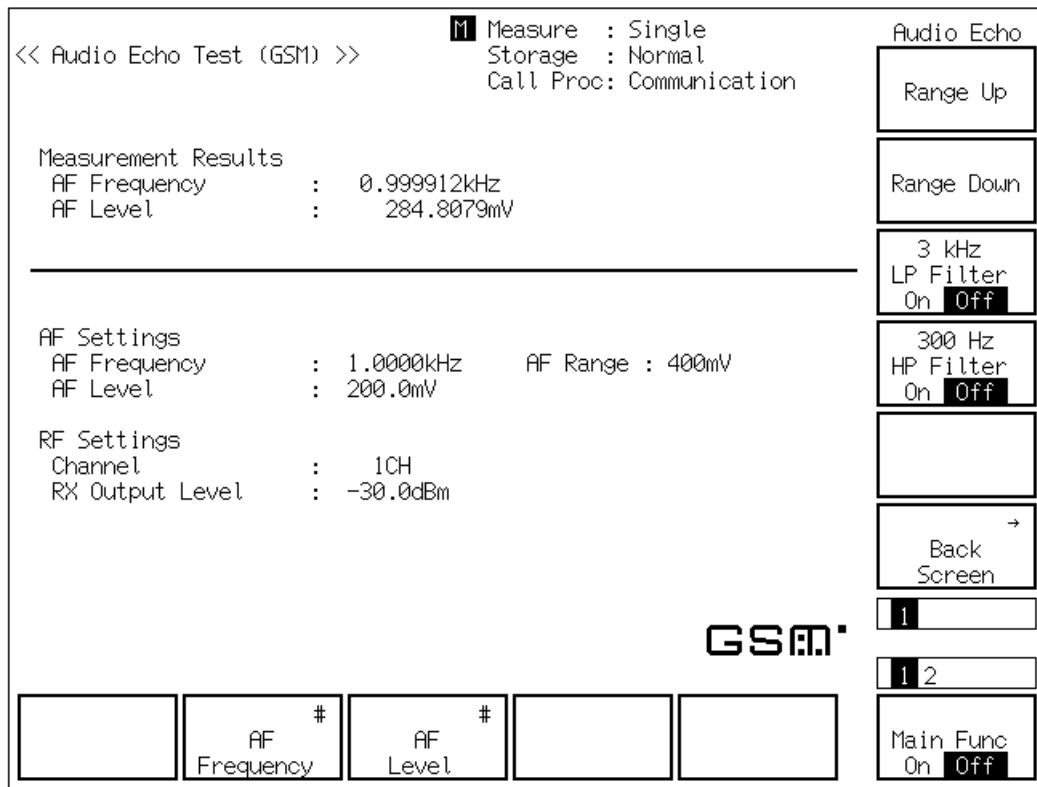 << Audio Echo Test (GSM) >>
M Measure : Single
Storage : Normal
Call Proc: Communication
Measurement Results
AF Frequency : 0.999912kHz
AF Level : 284.8079mV
AF Settings
AF Frequency : 1.0000kHz AF Range : 400mV
AF Level : 200.0mV
RF Settings
Channel : 1CH
RX Output Level : -30.0dBm
GSM
#
AF
Frequency
#
AF
Level
Audio Echo
Range Up
Range Down
3 kHz
LP Filter
On Off
300 Hz
HP Filter
On Off
→
Back
Screen
1
1 2
Main Func
On Off